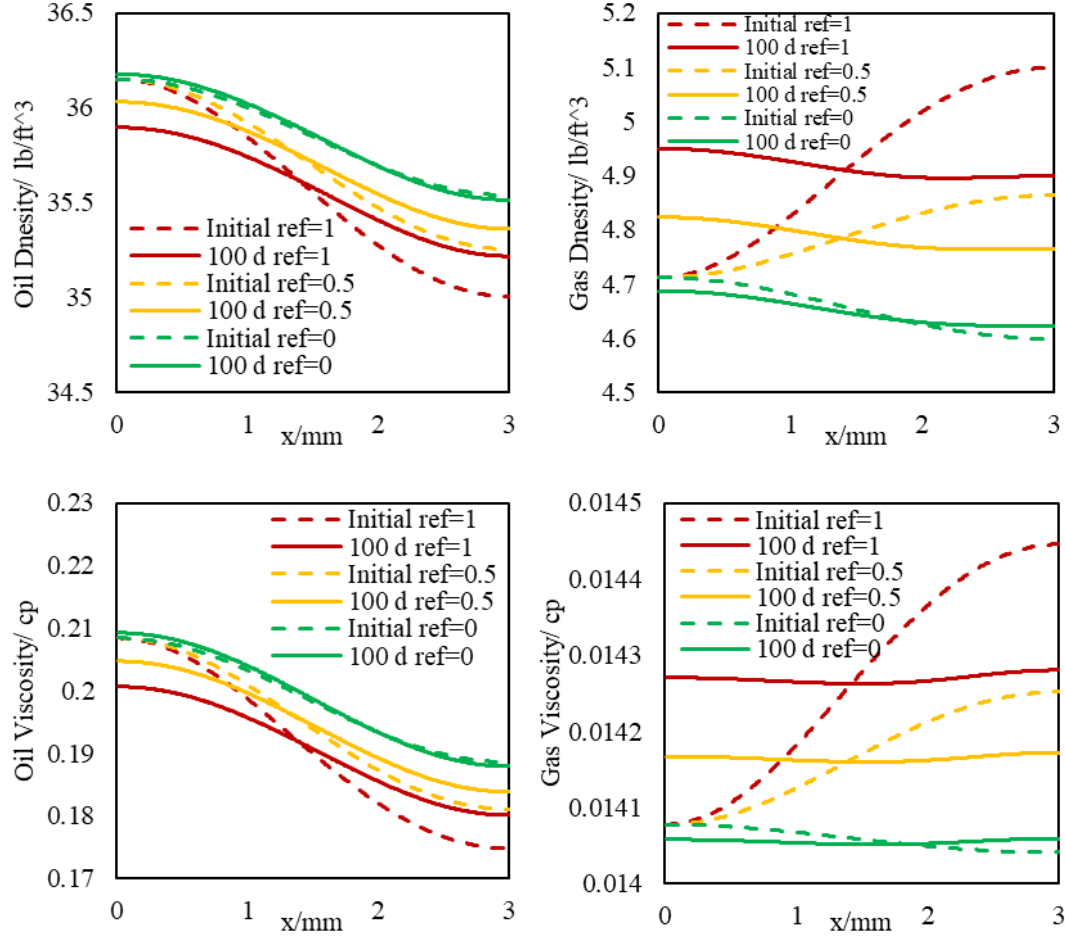 36.5
36
35.5
35
34.5
Oil Dnesity/ lb/ft^3
Initial ref=1
100 d ref=1
Initial ref=0.5
100 d ref=0.5
Initial ref=0
100 d ref=0
0
1
2
3
x/mm
5.2
5.1
5
4.9
4.8
4.7
4.6
4.5
Gas Dnesity/ lb/ft^3
Initial ref=1
100 d ref=1
Initial ref=0.5
100 d ref=0.5
Initial ref=0
100 d ref=0
0
1
2
3
x/mm
0.23
0.22
0.21
0.2
0.19
0.18
0.17
Oil Viscosity/ cp
Initial ref=1
100 d ref=1
Initial ref=0.5
100 d ref=0.5
Initial ref=0
100 d ref=0
0
1
2
3
x/mm
0.0145
0.0144
0.0143
0.0142
0.0141
0.014
Gas Viscosity/ cp
Initial ref=1
100 d ref=1
Initial ref=0.5
100 d ref=0.5
Initial ref=0
100 d ref=0
0
1
2
3
x/mm